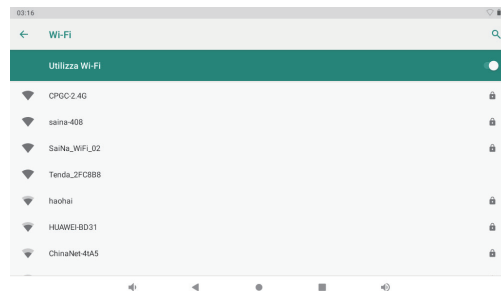 03:16
Wi-Fi
Utilizza Wi-Fi
CPGC-2.4G
saina-408
SaiNa_WiFi_02
Tenda_2FC8B8
haohai
HUAWEI-BD31
ChinaNet-4tA5